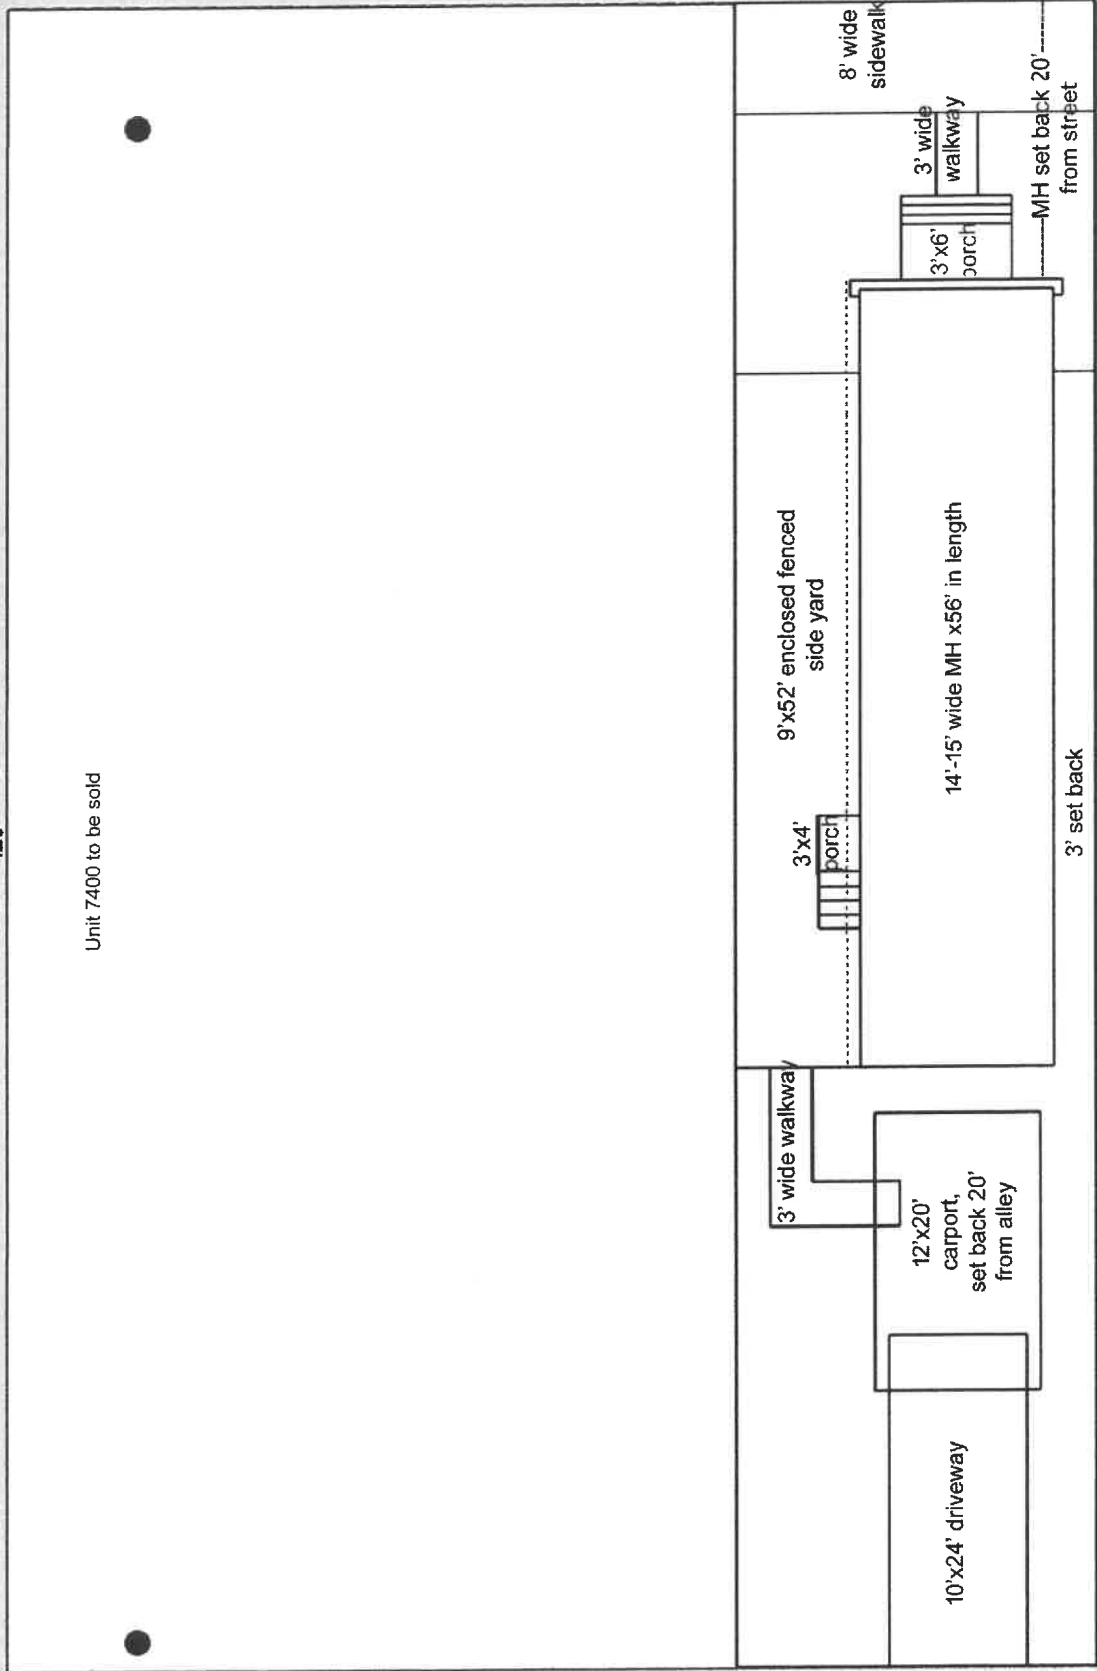 Unit 7400 to be sold
8' wide
sidewalk
3' wide
walkway
MH set back 20'
from street
3'x6'
porch
9'x52' enclosed fenced
side yard
14'-15' wide MH x56' in length
3'x4'
porch
3' set back
3' wide walkway
12'x20'
carport,
set back 20'
from alley
10'x24' driveway